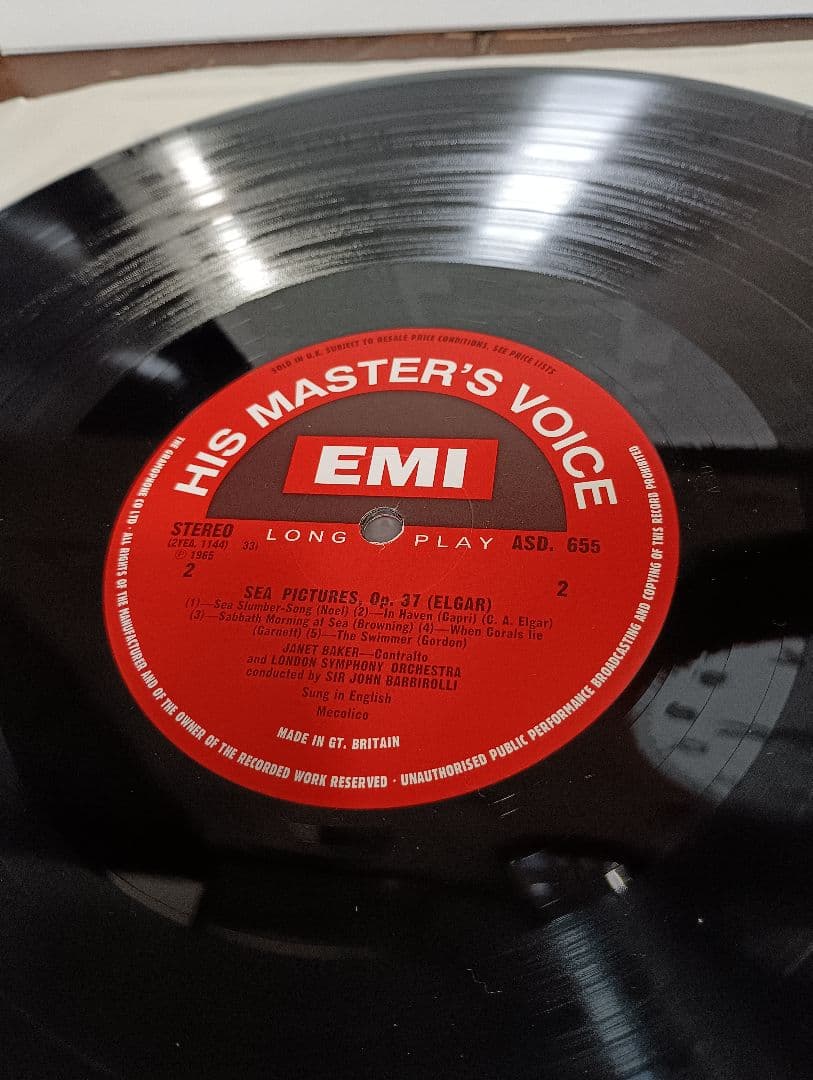 SOLD IN U.K. SUBJECT TO RESALE PRICE CONDITIONS, SEE PRICE LISTS
HIS MASTER'S VOICE
EMI
LONG PLAY
STEREO
(2YEA. 1144) 33⅓
℗ 1965
2
ASD. 655
2
SEA PICTURES, Op. 37 (ELGAR)
(1)—Sea Slumber-Song (Noel) (2)—In Haven (Capri) (C. A. Elgar)
(3)—Sabbath Morning at Sea (Browning) (4)—When Corals lie
(Garnett) (5)—The Swimmer (Gordon)
JANET BAKER—Contralto
and LONDON SYMPHONY ORCHESTRA
conducted by SIR JOHN BARBIROLLI
Sung in English
Mecolico
MADE IN GT. BRITAIN
THE GRAMOPHONE CO LTD · ALL RIGHTS OF THE MANUFACTURER AND OF THE OWNER OF THE RECORDED WORK RESERVED · UNAUTHORISED PUBLIC PERFORMANCE BROADCASTING AND COPYING OF THIS RECORD PROHIBITED